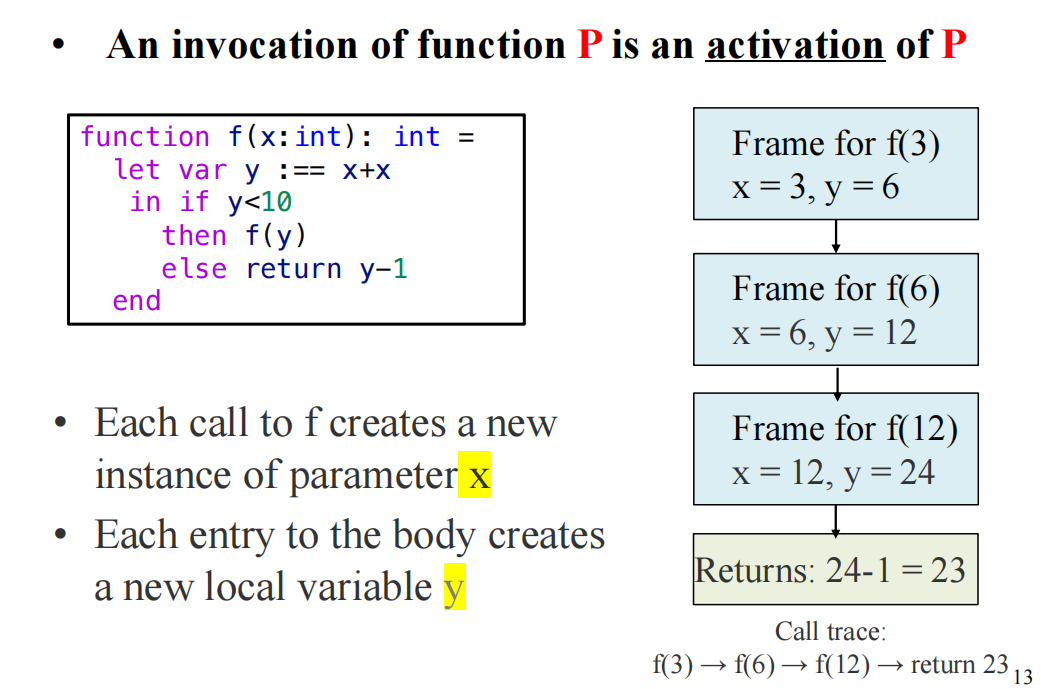 • An invocation of function P is an activation of P
function f(x:int): int =
let var y :== x+x
in if y<10
then f(y)
else return y-1
end
• Each call to f creates a new
instance of parameter x
• Each entry to the body creates
a new local variable y
Frame for f(3)
x = 3, y = 6
Frame for f(6)
x = 6, y = 12
Frame for f(12)
x = 12, y = 24
Returns: 24-1 = 23
Call trace:
f(3) → f(6) → f(12) → return 23
13